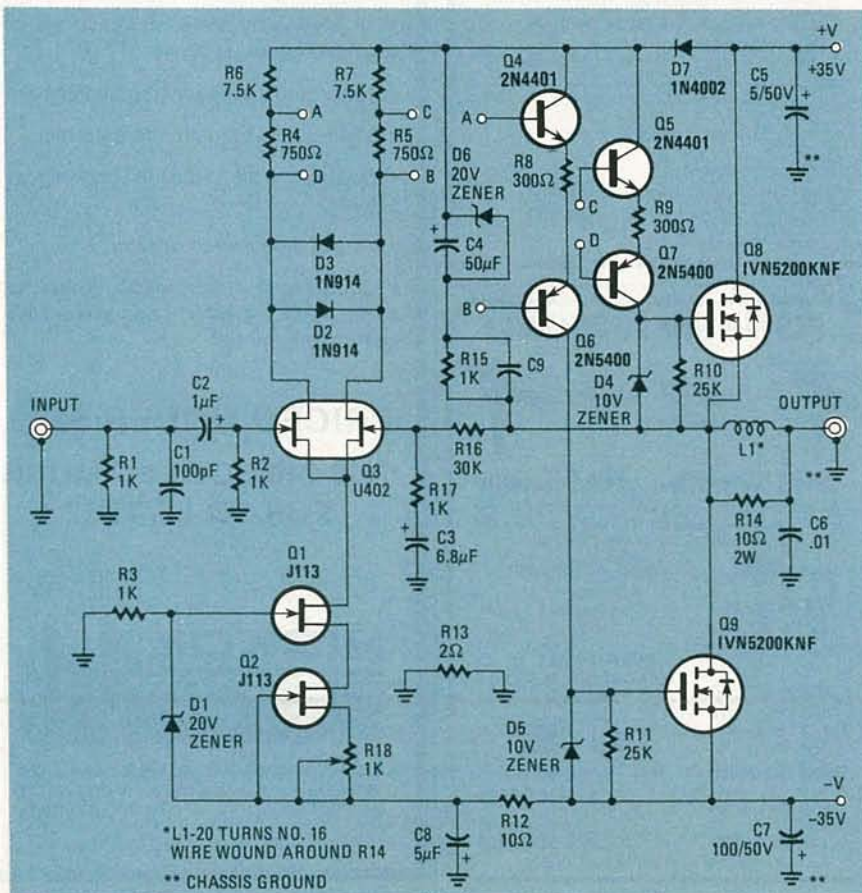 R6
7.5K
R7
7.5K
A
C
R4
750Ω
R5
750Ω
D
B
D3
1N914
D2
1N914
D6
20V
ZENER
C4
50µF
R15
1K
C9
Q4
2N4401
A
R8
300Ω
B
Q6
2N5400
Q5
2N4401
C
R9
300Ω
D
Q7
2N5400
D7
1N4002
+V
+35V
C5
5/50V
+
**
Q8
IVN5200KNF
D4
10V
ZENER
R10
25K
INPUT
C2
1µF
+
R1
1K
C1
100pF
R2
1K
Q3
U402
R16
30K
R17
1K
+
C3
6.8µF
OUTPUT
L1*
**
R14
10Ω
2W
C6
.01
R3
1K
Q1
J113
Q2
J113
D1
20V
ZENER
R18
1K
R13
2Ω
Q9
IVN5200KNF
D5
10V
ZENER
R11
25K
-V
-35V
C8
5µF
+
R12
10Ω
C7
100/50V
+
**
*L1-20 TURNS NO. 16
WIRE WOUND AROUND R14
** CHASSIS GROUND